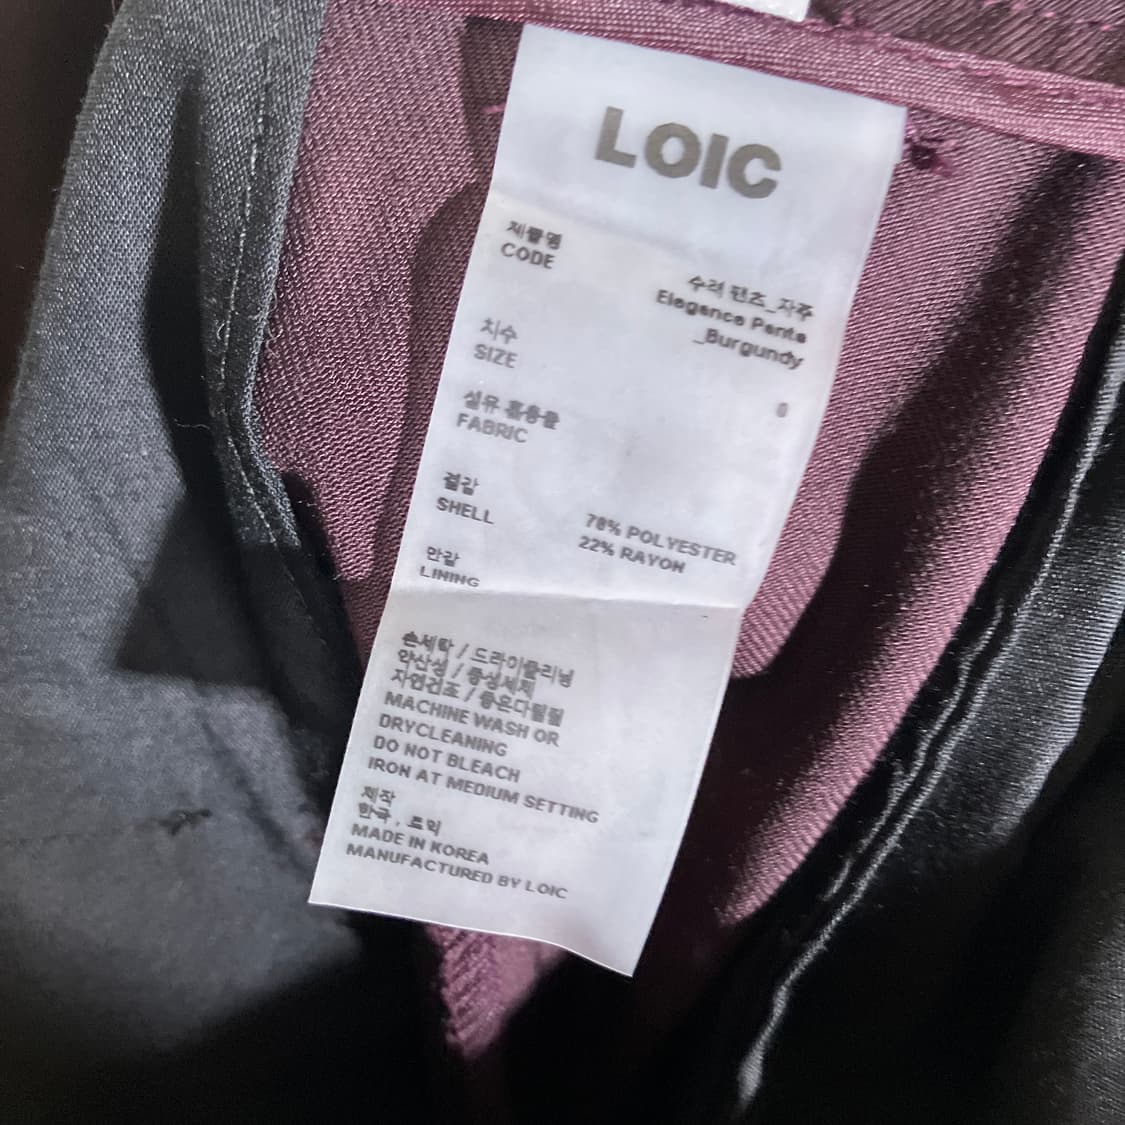 LOIC
제품명
CODE
수려 팬츠_자주
Elegance Pants
_Burgundy
치수
SIZE
섬유 혼용율
FABRIC
겉감
SHELL
78% POLYESTER
22% RAYON
안감
LINING
손세탁 / 드라이클리닝
약산성 / 중성세제
자연건조 / 좋은다림질
MACHINE WASH OR
DRYCLEANING
DO NOT BLEACH
IRON AT MEDIUM SETTING
제작
한국, 로익
MADE IN KOREA
MANUFACTURED BY LOIC